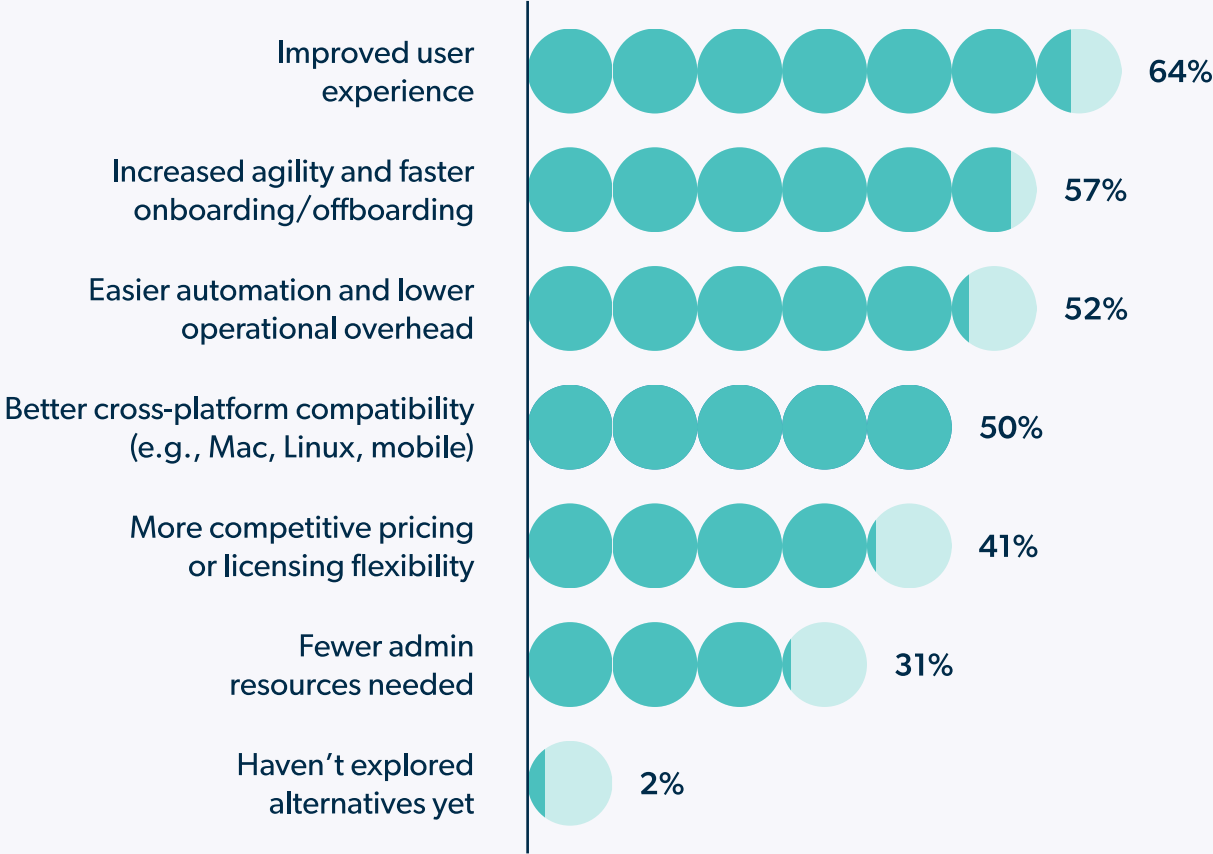 Improved user
experience
64%
Increased agility and faster
onboarding/offboarding
57%
Easier automation and lower
operational overhead
52%
Better cross-platform compatibility
(e.g., Mac, Linux, mobile)
50%
More competitive pricing
or licensing flexibility
41%
Fewer admin
resources needed
31%
Haven’t explored
alternatives yet
2%